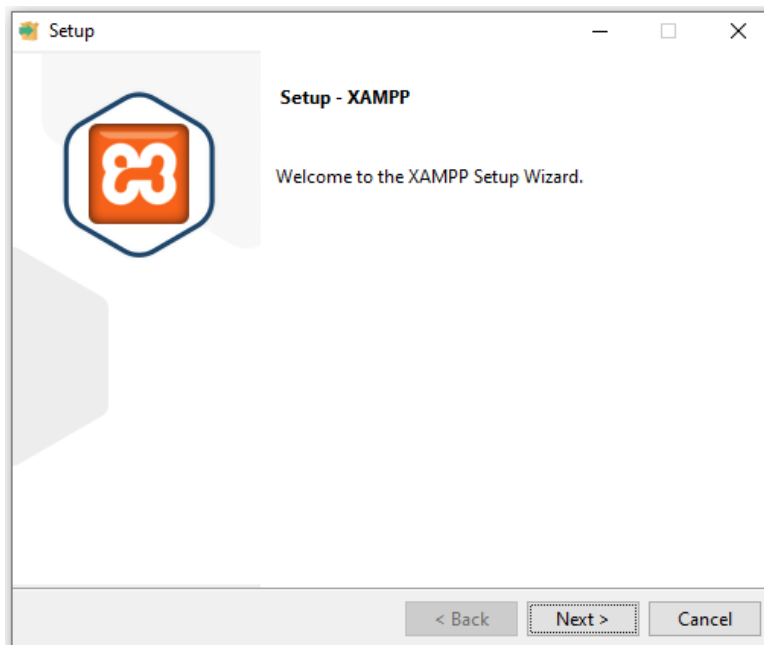 Setup
Setup - XAMPP
Welcome to the XAMPP Setup Wizard.
< Back
Next >
Cancel